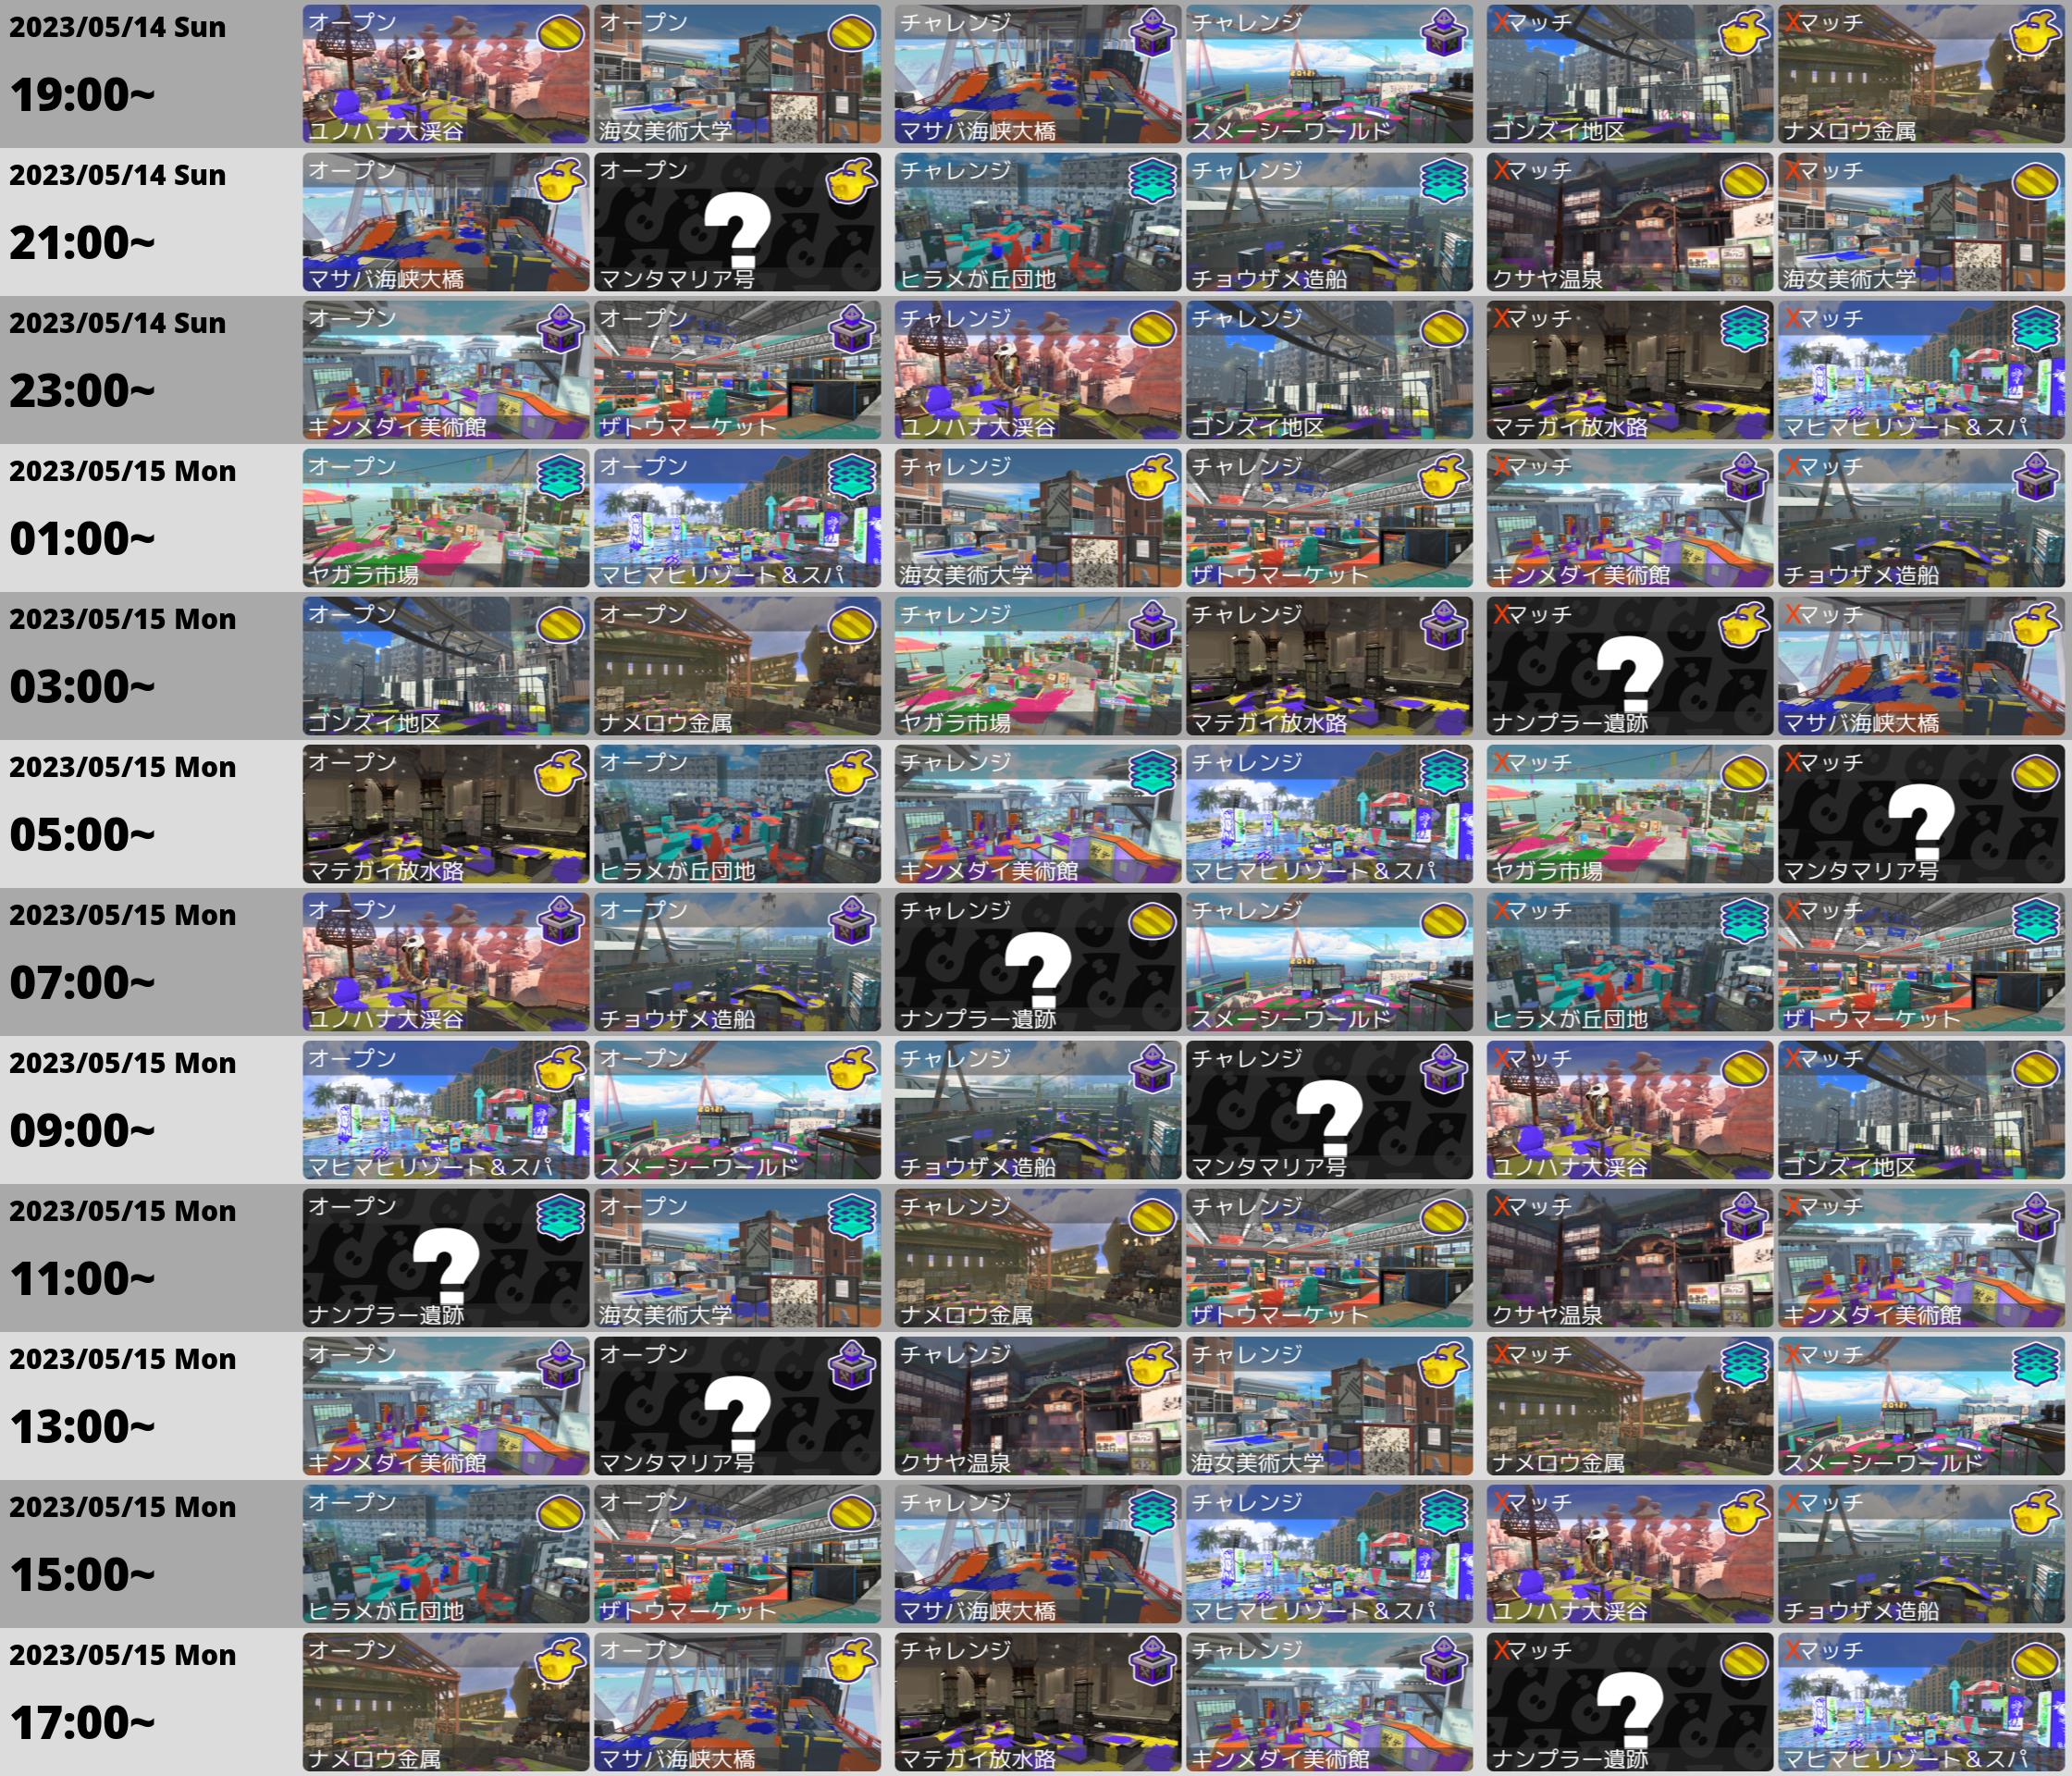 2023/05/14 Sun
19:00~
オープン オープン チャレンジ チャレンジ Xマッチ Xマッチ
ユノハナ大渓谷 海女美術大学 マサバ海峡大橋 スメーシーワールド ゴンズイ地区 ナメロウ金属
2023/05/14 Sun
21:00~
オープン オープン チャレンジ チャレンジ Xマッチ Xマッチ
?
マサバ海峡大橋 マンタマリア号 ヒラメが丘団地 チョウザメ造船 クサヤ温泉 海女美術大学
2023/05/14 Sun
23:00~
オープン オープン チャレンジ チャレンジ Xマッチ Xマッチ
キンメダイ美術館 ザトウマーケット ユノハナ大渓谷 ゴンズイ地区 マテガイ放水路 マヒマヒリゾート&スパ
2023/05/15 Mon
01:00~
オープン オープン チャレンジ チャレンジ Xマッチ Xマッチ
ヤガラ市場 マヒマヒリゾート&スパ 海女美術大学 ザトウマーケット キンメダイ美術館 チョウザメ造船
2023/05/15 Mon
03:00~
オープン オープン チャレンジ チャレンジ Xマッチ Xマッチ
?
ゴンズイ地区 ナメロウ金属 ヤガラ市場 マテガイ放水路 ナンプラー遺跡 マサバ海峡大橋
2023/05/15 Mon
05:00~
オープン オープン チャレンジ チャレンジ Xマッチ Xマッチ
?
マテガイ放水路 ヒラメが丘団地 キンメダイ美術館 マヒマヒリゾート&スパ ヤガラ市場 マンタマリア号
2023/05/15 Mon
07:00~
オープン オープン チャレンジ チャレンジ Xマッチ Xマッチ
?
ユノハナ大渓谷 チョウザメ造船 ナンプラー遺跡 スメーシーワールド ヒラメが丘団地 ザトウマーケット
2023/05/15 Mon
09:00~
オープン オープン チャレンジ チャレンジ Xマッチ Xマッチ
?
マヒマヒリゾート&スパ スメーシーワールド チョウザメ造船 マンタマリア号 ユノハナ大渓谷 ゴンズイ地区
2023/05/15 Mon
11:00~
オープン オープン チャレンジ チャレンジ Xマッチ Xマッチ
?
ナンプラー遺跡 海女美術大学 ナメロウ金属 ザトウマーケット クサヤ温泉 キンメダイ美術館
2023/05/15 Mon
13:00~
オープン オープン チャレンジ チャレンジ Xマッチ Xマッチ
?
キンメダイ美術館 マンタマリア号 クサヤ温泉 海女美術大学 ナメロウ金属 スメーシーワールド
2023/05/15 Mon
15:00~
オープン オープン チャレンジ チャレンジ Xマッチ Xマッチ
ヒラメが丘団地 ザトウマーケット マサバ海峡大橋 マヒマヒリゾート&スパ ユノハナ大渓谷 チョウザメ造船
2023/05/15 Mon
17:00~
オープン オープン チャレンジ チャレンジ Xマッチ Xマッチ
?
ナメロウ金属 マサバ海峡大橋 マテガイ放水路 キンメダイ美術館 ナンプラー遺跡 マヒマヒリゾート&スパ